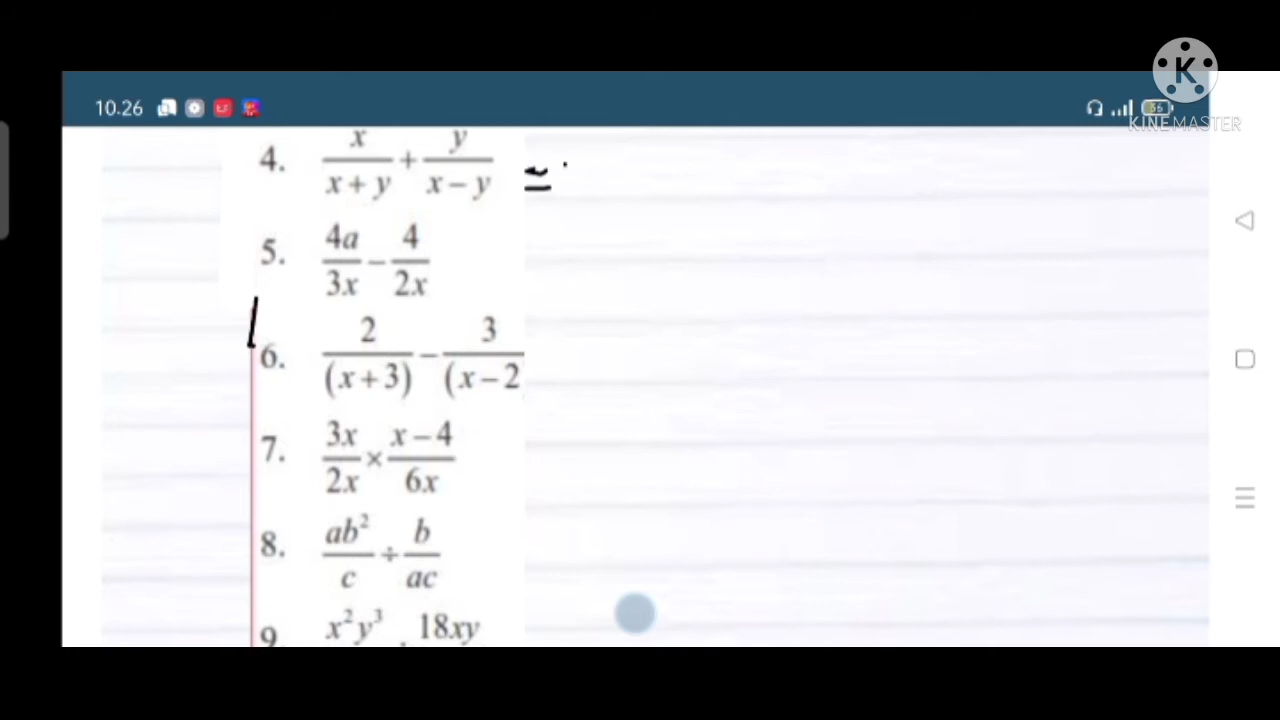 10.26
56
KINEMASTER
4. x/(x + y) + y/(x − y) =
5. 4a/3x − 4/2x
6. 2/(x + 3) − 3/(x − 2
7. 3x/2x × (x − 4)/6x
8. ab²/c ÷ b/ac
9 x²y³ 18xy